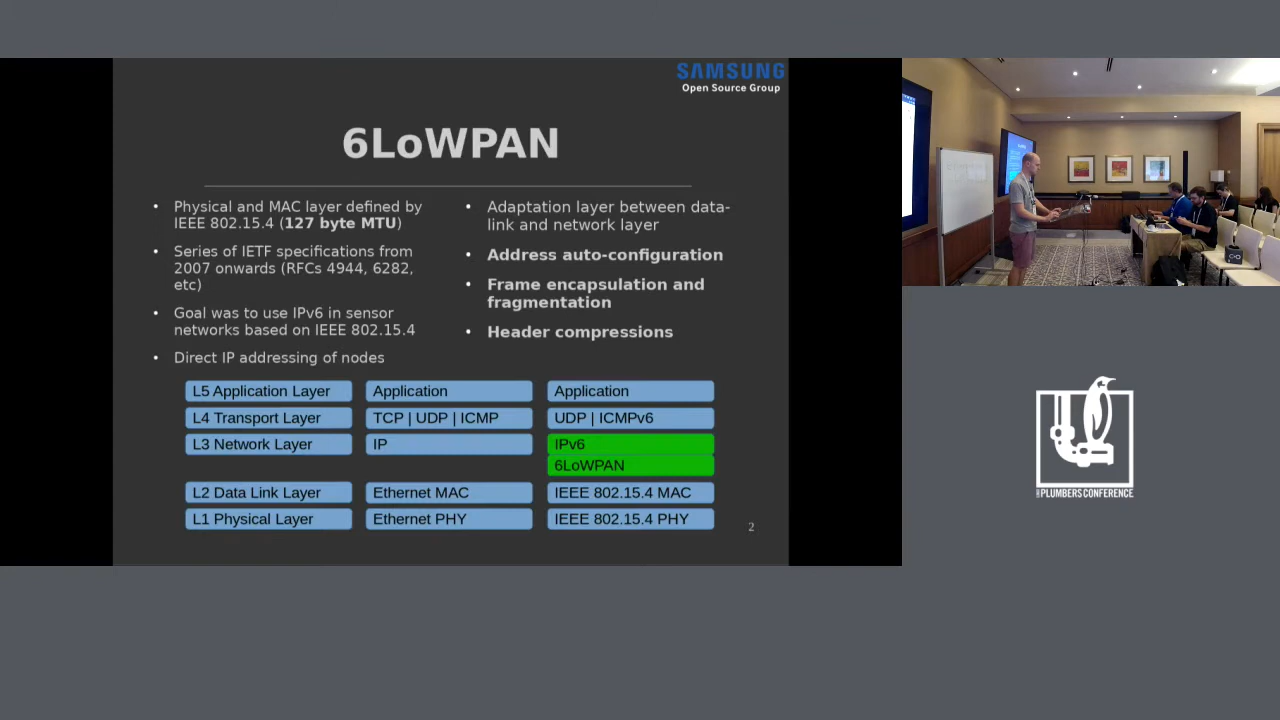 SAMSUNG
Open Source Group
6LoWPAN
• Physical and MAC layer defined by
IEEE 802.15.4 (127 byte MTU)
• Series of IETF specifications from
2007 onwards (RFCs 4944, 6282,
etc)
• Goal was to use IPv6 in sensor
networks based on IEEE 802.15.4
• Direct IP addressing of nodes
• Adaptation layer between data-
link and network layer
• Address auto-configuration
• Frame encapsulation and
fragmentation
• Header compressions
L5 Application Layer Application Application
L4 Transport Layer TCP | UDP | ICMP UDP | ICMPv6
L3 Network Layer IP IPv6
6LoWPAN
L2 Data Link Layer Ethernet MAC IEEE 802.15.4 MAC
L1 Physical Layer Ethernet PHY IEEE 802.15.4 PHY
2
PLUMBERS CONFERENCE